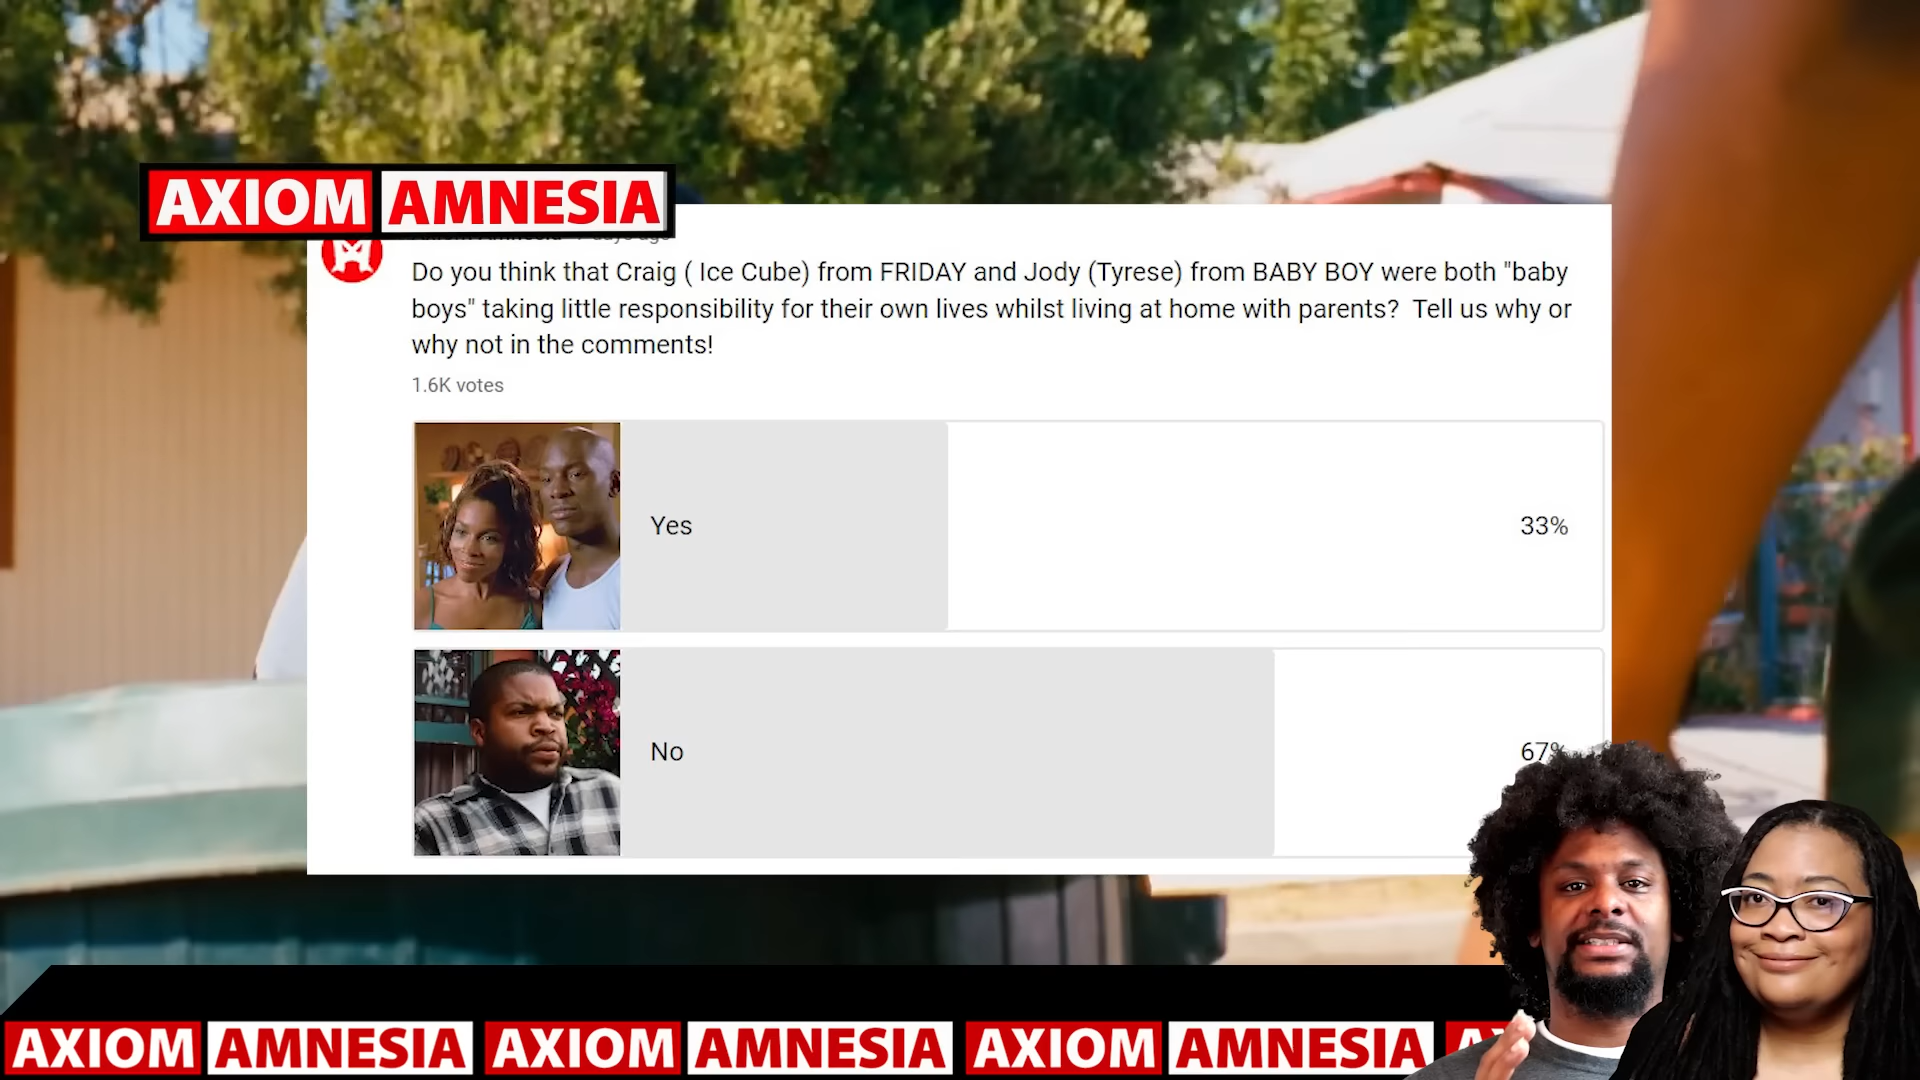 AXIOM AMNESIA
Do you think that Craig ( Ice Cube) from FRIDAY and Jody (Tyrese) from BABY BOY were both "baby
boys" taking little responsibility for their own lives whilst living at home with parents?  Tell us why or
why not in the comments!
1.6K votes
Yes 33%
No 67%
AXIOM AMNESIA AXIOM AMNESIA AXIOM AMNESIA